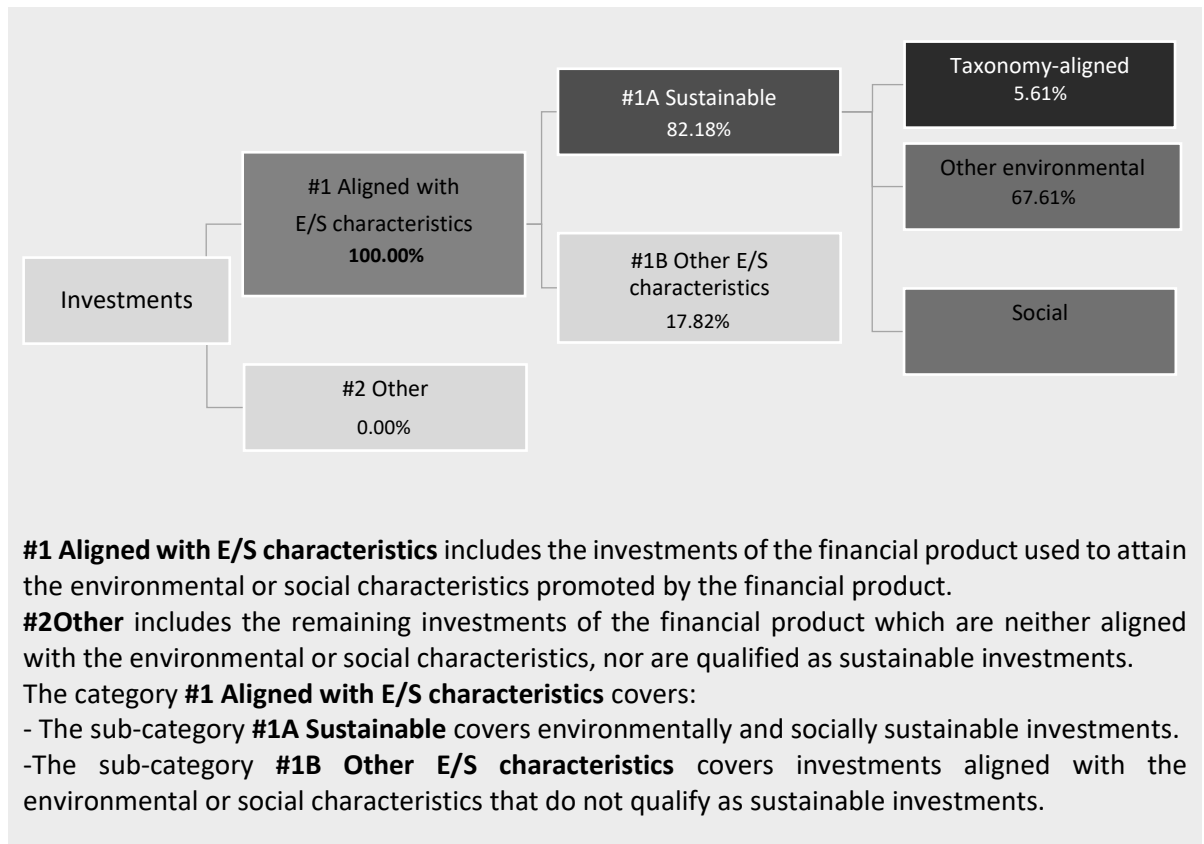 Investments
#1 Aligned with
E/S characteristics
100.00%
#2 Other
0.00%
#1A Sustainable
82.18%
#1B Other E/S
characteristics
17.82%
Taxonomy-aligned
5.61%
Other environmental
67.61%
Social
#1 Aligned with E/S characteristics includes the investments of the financial product used to attain
the environmental or social characteristics promoted by the financial product.
#2Other includes the remaining investments of the financial product which are neither aligned
with the environmental or social characteristics, nor are qualified as sustainable investments.
The category #1 Aligned with E/S characteristics covers:
- The sub-category #1A Sustainable covers environmentally and socially sustainable investments.
-The sub-category #1B Other E/S characteristics covers investments aligned with the
environmental or social characteristics that do not qualify as sustainable investments.